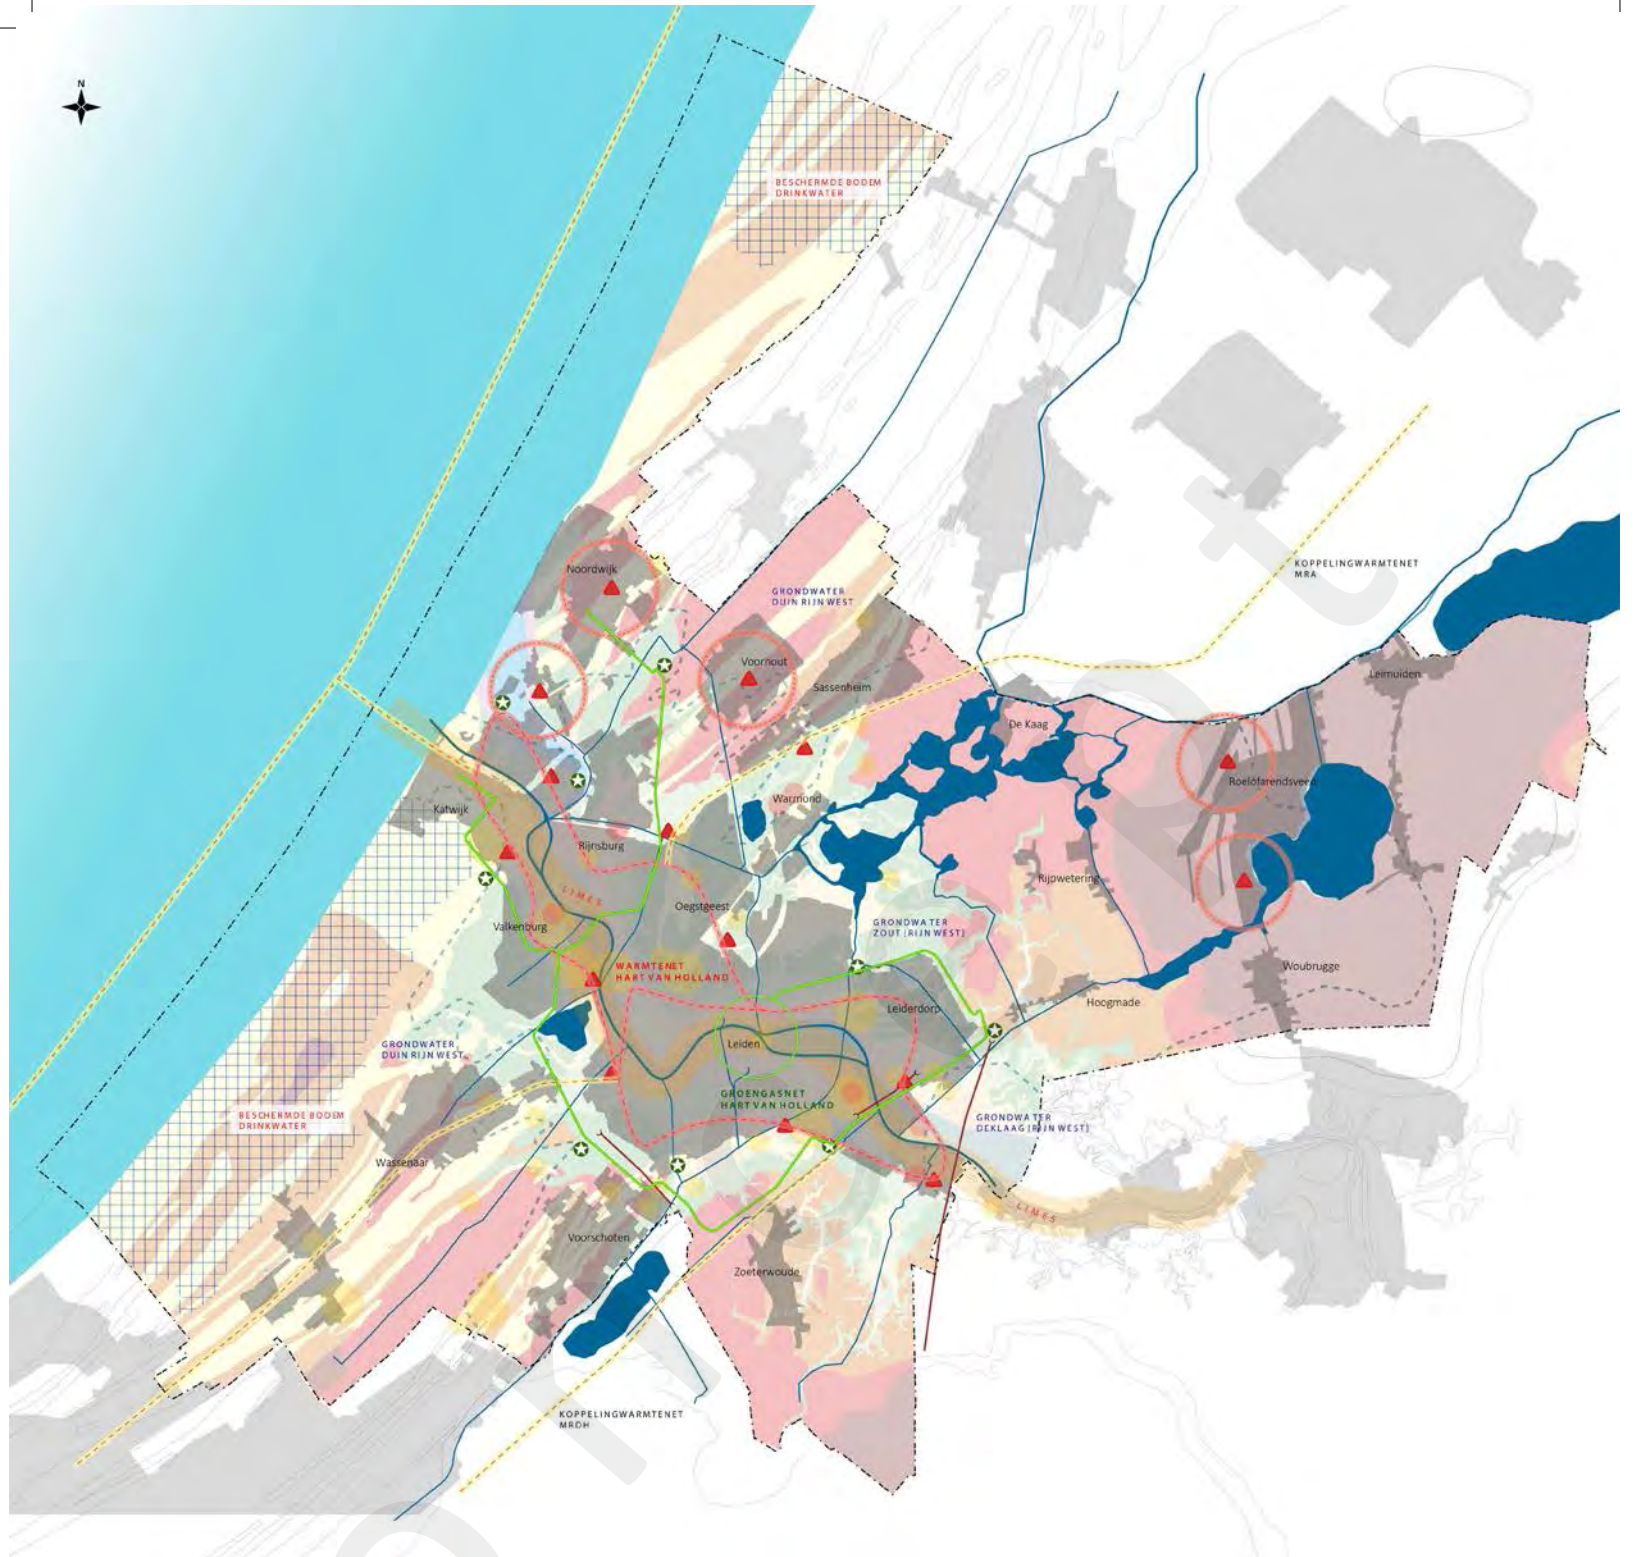 N
BESCHERMDE BODEM
DRINKWATER
KOPPELINGWARMTENET
MRA
Noordwijk
GRONDWATER
DUIN RIJN WEST
Voorhout
Sassenheim
Leimuiden
De Kaag
Roelofarendsveen
Warmond
Katwijk
Rijnsburg
Rijpwetering
LIMES
Oegstgeest
Valkenburg
GRONDWATER
ZOUT [RIJN WEST]
WARMTENET
HART VAN HOLLAND
Woubrugge
Hoogmade
Leiderdorp
GRONDWATER
DUIN RIJN WEST
Leiden
GROENGASNET
HART VAN HOLLAND
BESCHERMDE BODEM
DRINKWATER
GRONDWATER
DEKLAAG [RIJN WEST]
Wassenaar
LIMES
Voorschoten
Zoeterwoude
KOPPELINGWARMTENET
MRDH